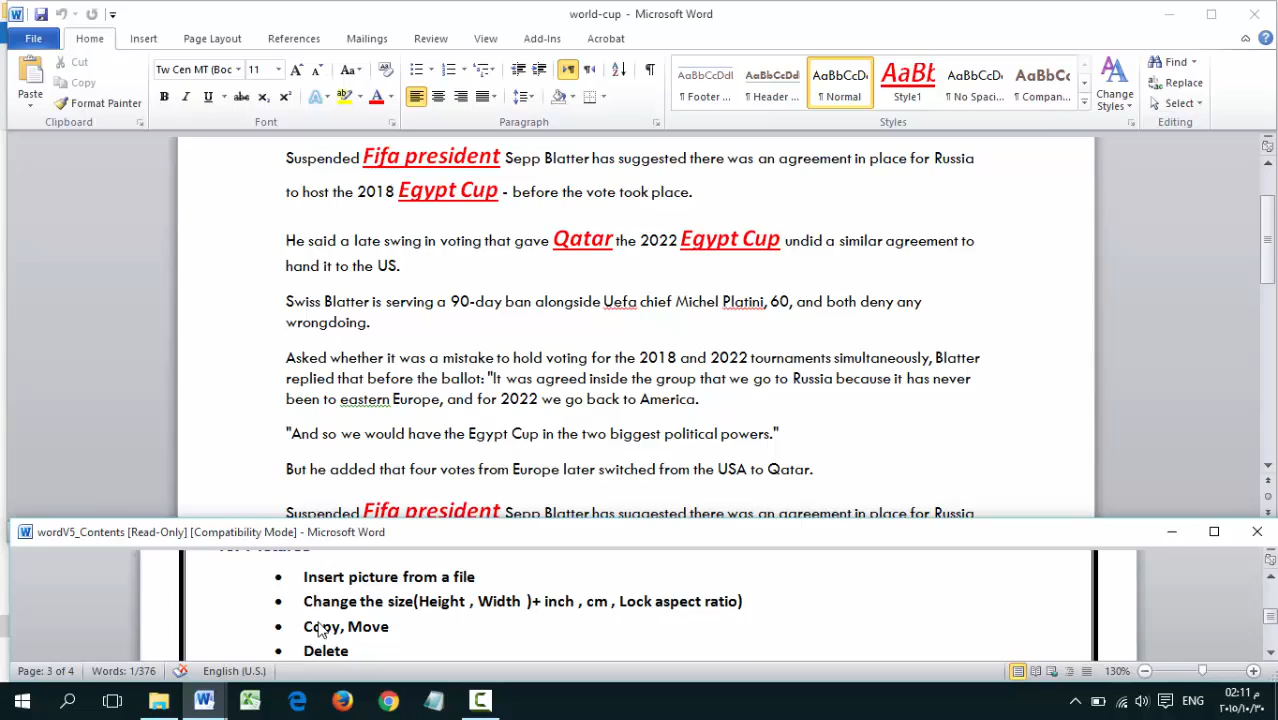 world-cup - Microsoft Word
File Home Insert Page Layout References Mailings Review View Add-Ins Acrobat
Paste
Cut
Copy
Format Painter
Clipboard
Tw Cen MT (Boc 11
Font
Paragraph
AaBbCcDdI
¶ Footer ...
AaBbCcDd
¶ Header ...
AaBbCcDc
¶ Normal
AaBb
Style1
AaBbCcDc
¶ No Spaci...
AaBbCc
¶ Compan...
Styles
Change
Styles
Find
Replace
Select
Editing
Suspended Fifa president Sepp Blatter has suggested there was an agreement in place for Russia
to host the 2018 Egypt Cup - before the vote took place.
He said a late swing in voting that gave Qatar the 2022 Egypt Cup undid a similar agreement to
hand it to the US.
Swiss Blatter is serving a 90-day ban alongside Uefa chief Michel Platini, 60, and both deny any
wrongdoing.
Asked whether it was a mistake to hold voting for the 2018 and 2022 tournaments simultaneously, Blatter
replied that before the ballot: "It was agreed inside the group that we go to Russia because it has never
been to eastern Europe, and for 2022 we go back to America.
"And so we would have the Egypt Cup in the two biggest political powers."
But he added that four votes from Europe later switched from the USA to Qatar.
Suspended Fifa president Sepp Blatter has suggested there was an agreement in place for Russia
wordV5_Contents [Read-Only] [Compatibility Mode] - Microsoft Word
• Insert picture from a file
• Change the size(Height , Width )+ inch , cm , Lock aspect ratio)
• Copy, Move
• Delete
Page: 3 of 4 Words: 1/376 English (U.S.) 130%
ENG
02:11 م
٢٠١٥/١٠/٣٠